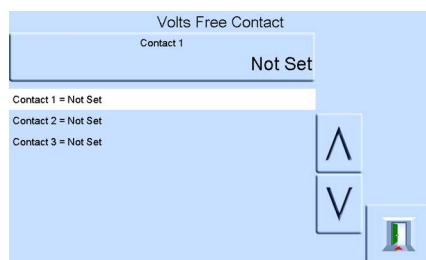 Volts Free Contact
Contact 1
Not Set
Contact 1 = Not Set
Contact 2 = Not Set
Contact 3 = Not Set